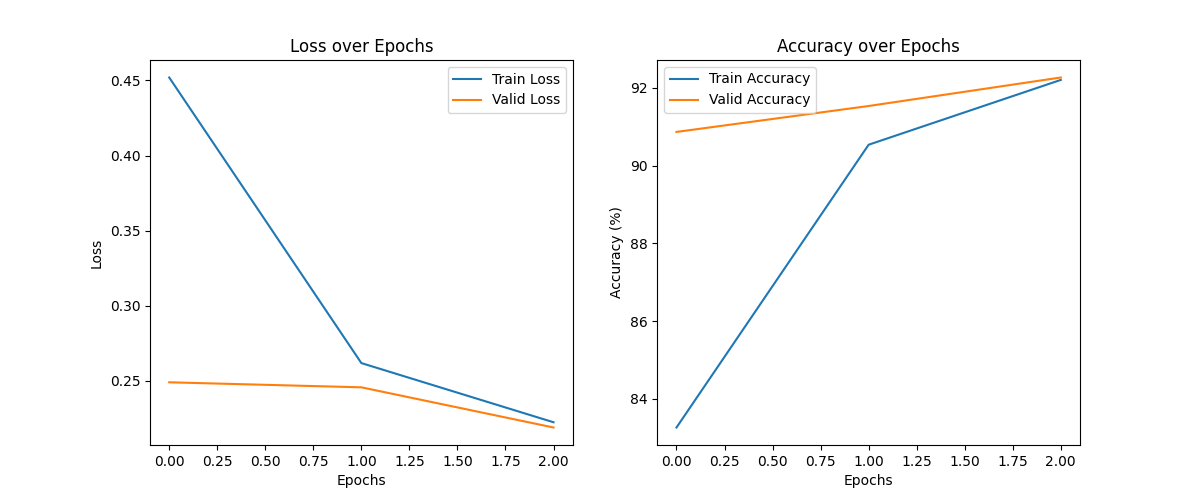 Loss over Epochs
Train Loss
Valid Loss
0.45
0.40
0.35
0.30
0.25
Loss
0.00 0.25 0.50 0.75 1.00 1.25 1.50 1.75 2.00
Epochs
Accuracy over Epochs
Train Accuracy
Valid Accuracy
92
90
88
86
84
Accuracy (%)
0.00 0.25 0.50 0.75 1.00 1.25 1.50 1.75 2.00
Epochs